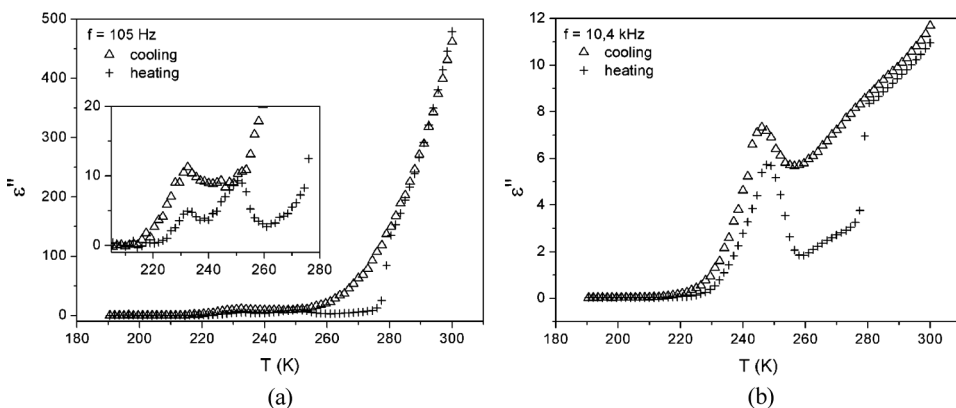 500
400
300
200
100
0
ε''
f = 105 Hz
cooling
heating
20
10
0
220 240 260 280
180 200 220 240 260 280 300
T (K)
(a)
12
10
8
6
4
2
0
ε''
f = 10,4 kHz
cooling
heating
180 200 220 240 260 280 300
T (K)
(b)